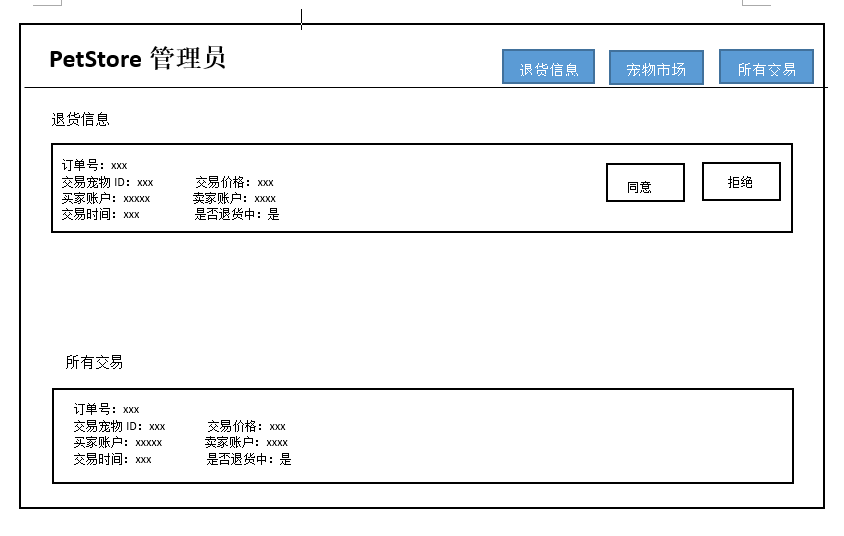 PetStore 管理员
退货信息 宠物市场 所有交易
退货信息
订单号：xxx
交易宠物 ID：xxx 交易价格：xxx
买家账户：xxxxx 卖家账户：xxxx
交易时间：xxx 是否退货中：是
同意 拒绝
所有交易
订单号：xxx
交易宠物 ID：xxx 交易价格：xxx
买家账户：xxxxx 卖家账户：xxxx
交易时间：xxx 是否退货中：是